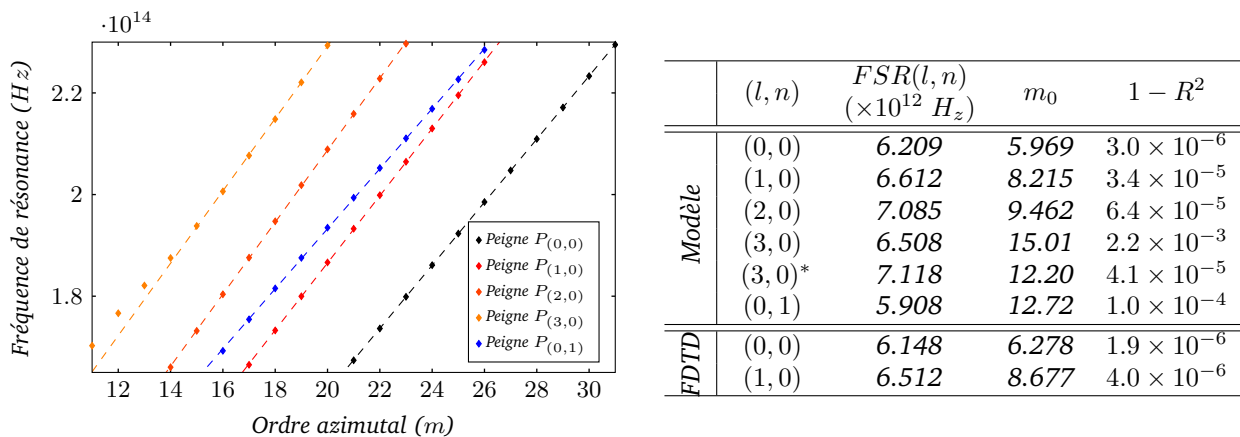 ·10¹⁴
Fréquence de résonance (Hz)
2.2
2
1.8
12 14 16 18 20 22 24 26 28 30
Ordre azimutal (m)
Peigne P(0,0)
Peigne P(1,0)
Peigne P(2,0)
Peigne P(3,0)
Peigne P(0,1)
(l, n) FSR(l, n) (×10¹² Hz) m₀ 1 − R²
Modèle
(0, 0) 6.209 5.969 3.0 × 10⁻⁶
(1, 0) 6.612 8.215 3.4 × 10⁻⁵
(2, 0) 7.085 9.462 6.4 × 10⁻⁵
(3, 0) 6.508 15.01 2.2 × 10⁻³
(3, 0)* 7.118 12.20 4.1 × 10⁻⁵
(0, 1) 5.908 12.72 1.0 × 10⁻⁴
FDTD
(0, 0) 6.148 6.278 1.9 × 10⁻⁶
(1, 0) 6.512 8.677 4.0 × 10⁻⁶